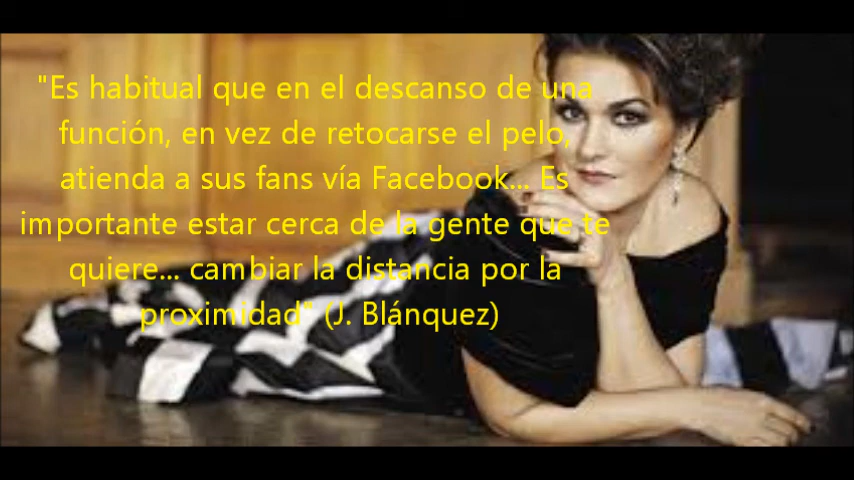 "Es habitual que en el descanso de una
función, en vez de retocarse el pelo,
atienda a sus fans vía Facebook... Es
importante estar cerca de la gente que te
quiere... cambiar la distancia por la
proximidad" (J. Blánquez)